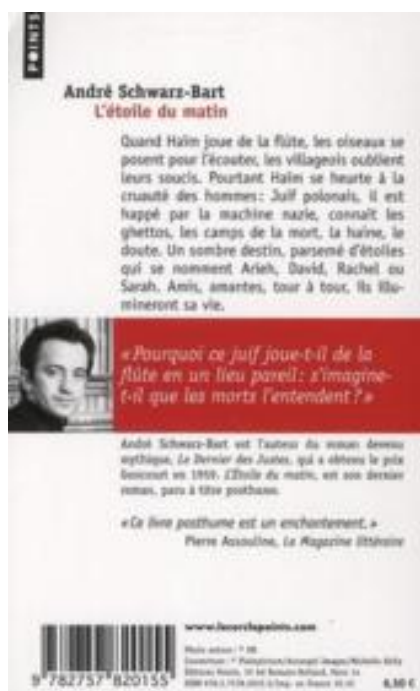 POINTS
André Schwarz-Bart
L'étoile du matin
Quand Haïm joue de la flûte, les oiseaux se
posent pour l'écouter, les villageois oublient
leurs soucis. Pourtant Haïm se heurte à la
cruauté des hommes : Juif polonais, il est
happé par la machine nazie, connaît les
ghettos, les camps de la mort, la haine, le
doute. Un sombre destin, parsemé d'étoiles
qui se nomment Arieh, David, Rachel ou
Sarah. Amis, amantes, tour à tour, ils illu-
mineront sa vie.
« Pourquoi ce juif joue-t-il de la
flûte en un lieu pareil : s'imagine-
t-il que les morts l'entendent ? »
André Schwarz-Bart est l'auteur du roman devenu
mythique, Le Dernier des Justes, qui a obtenu le prix
Goncourt en 1959. L'Étoile du matin, est son dernier
roman, paru à titre posthume.
« Ce livre posthume est un enchantement. »
Pierre Assouline, Le Magazine littéraire
www.lecerclepoints.com
9 782757 820155
6,50 €